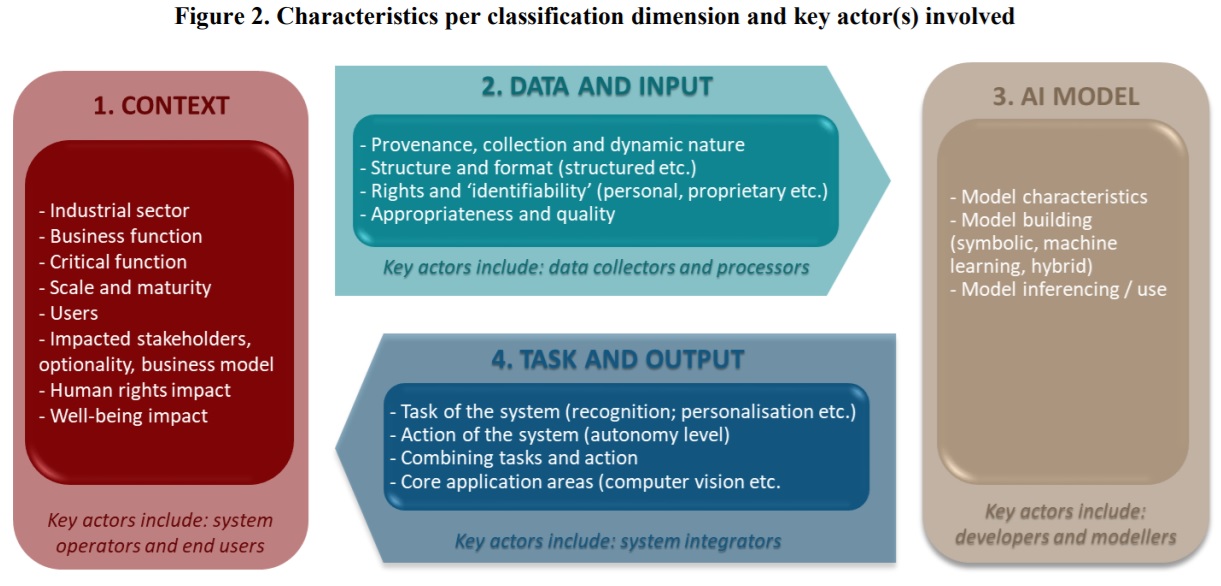 Figure 2. Characteristics per classification dimension and key actor(s) involved
1. CONTEXT
- Industrial sector
- Business function
- Critical function
- Scale and maturity
- Users
- Impacted stakeholders,
optionality, business model
- Human rights impact
- Well-being impact
Key actors include: system
operators and end users
2. DATA AND INPUT
- Provenance, collection and dynamic nature
- Structure and format (structured etc.)
- Rights and ‘identifiability’ (personal, proprietary etc.)
- Appropriateness and quality
Key actors include: data collectors and processors
3. AI MODEL
- Model characteristics
- Model building
(symbolic, machine
learning, hybrid)
- Model inferencing / use
Key actors include:
developers and modellers
4. TASK AND OUTPUT
- Task of the system (recognition; personalisation etc.)
- Action of the system (autonomy level)
- Combining tasks and action
- Core application areas (computer vision etc.
Key actors include: system integrators